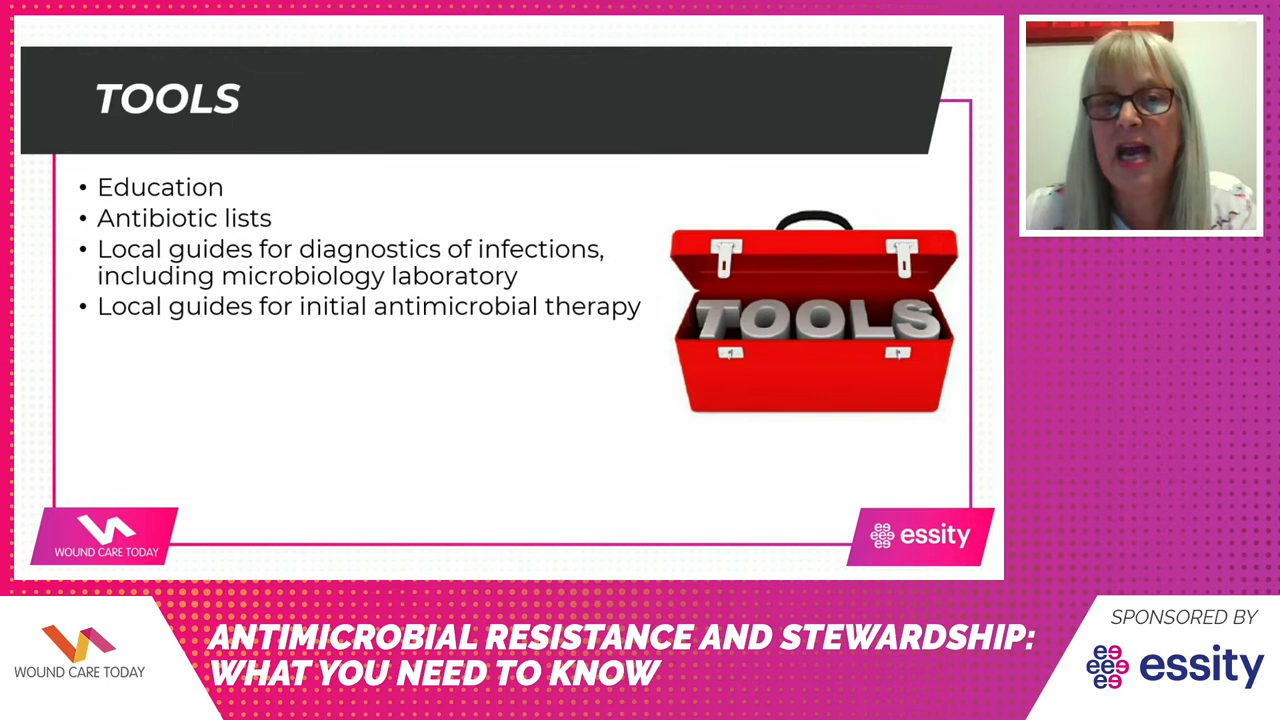 TOOLS
• Education
• Antibiotic lists
• Local guides for diagnostics of infections,
including microbiology laboratory
• Local guides for initial antimicrobial therapy
TOOLS
WOUND CARE TODAY
essity
WOUND CARE TODAY
ANTIMICROBIAL RESISTANCE AND STEWARDSHIP:
WHAT YOU NEED TO KNOW
SPONSORED BY
essity